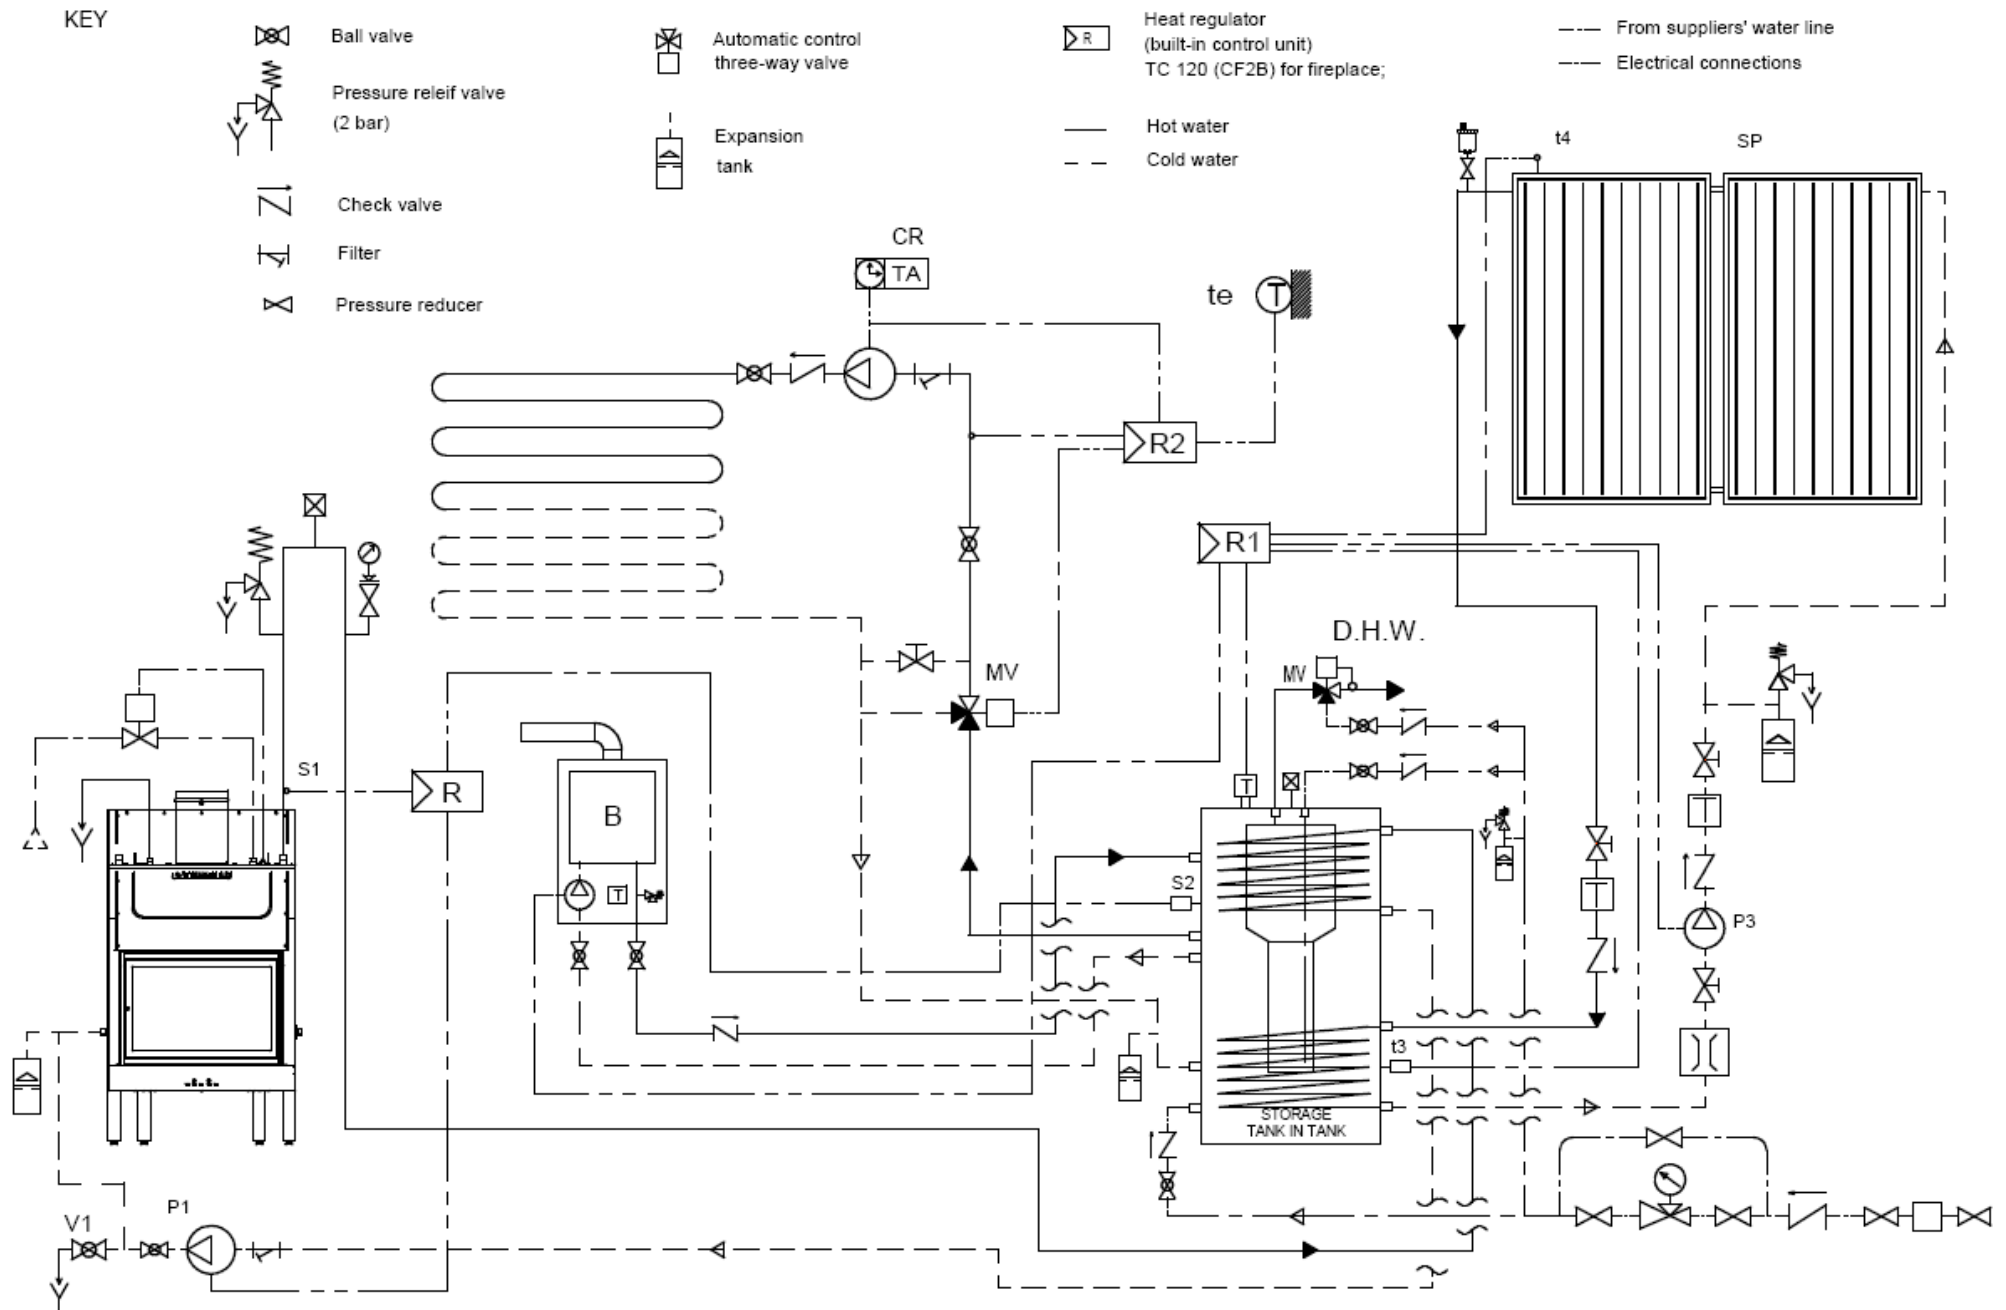 KEY
Ball valve
Pressure releif valve
(2 bar)
Check valve
Filter
Pressure reducer
Automatic control
three-way valve
Expansion
tank
R
Heat regulator
(built-in control unit)
TC 120 (CF2B) for fireplace;
Hot water
Cold water
From suppliers' water line
Electrical connections
t4
SP
CR
TA
te
T
R2
R1
D.H.W.
MV
MV
S1
R
B
T
T
S2
T
T
P3
t3
STORAGE
TANK IN TANK
P1
V1